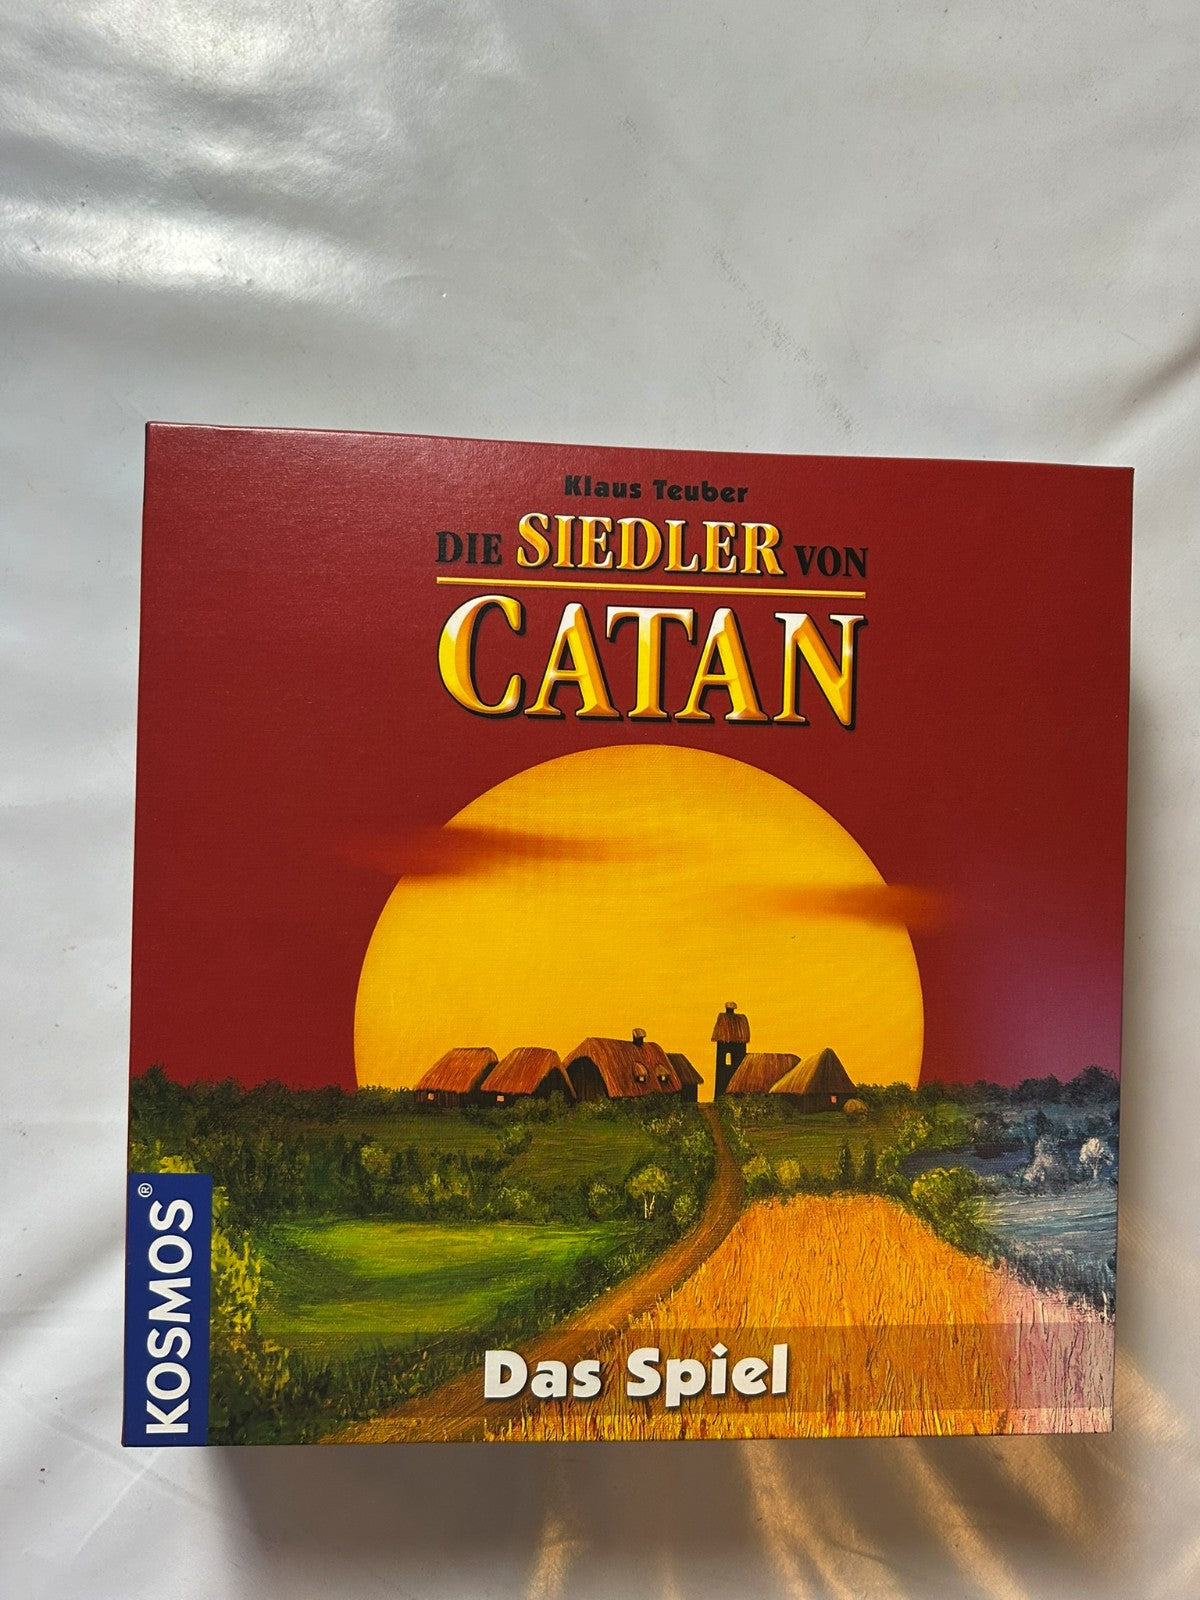 Klaus Teuber
DIE SIEDLER VON
CATAN
KOSMOS®
Das Spiel